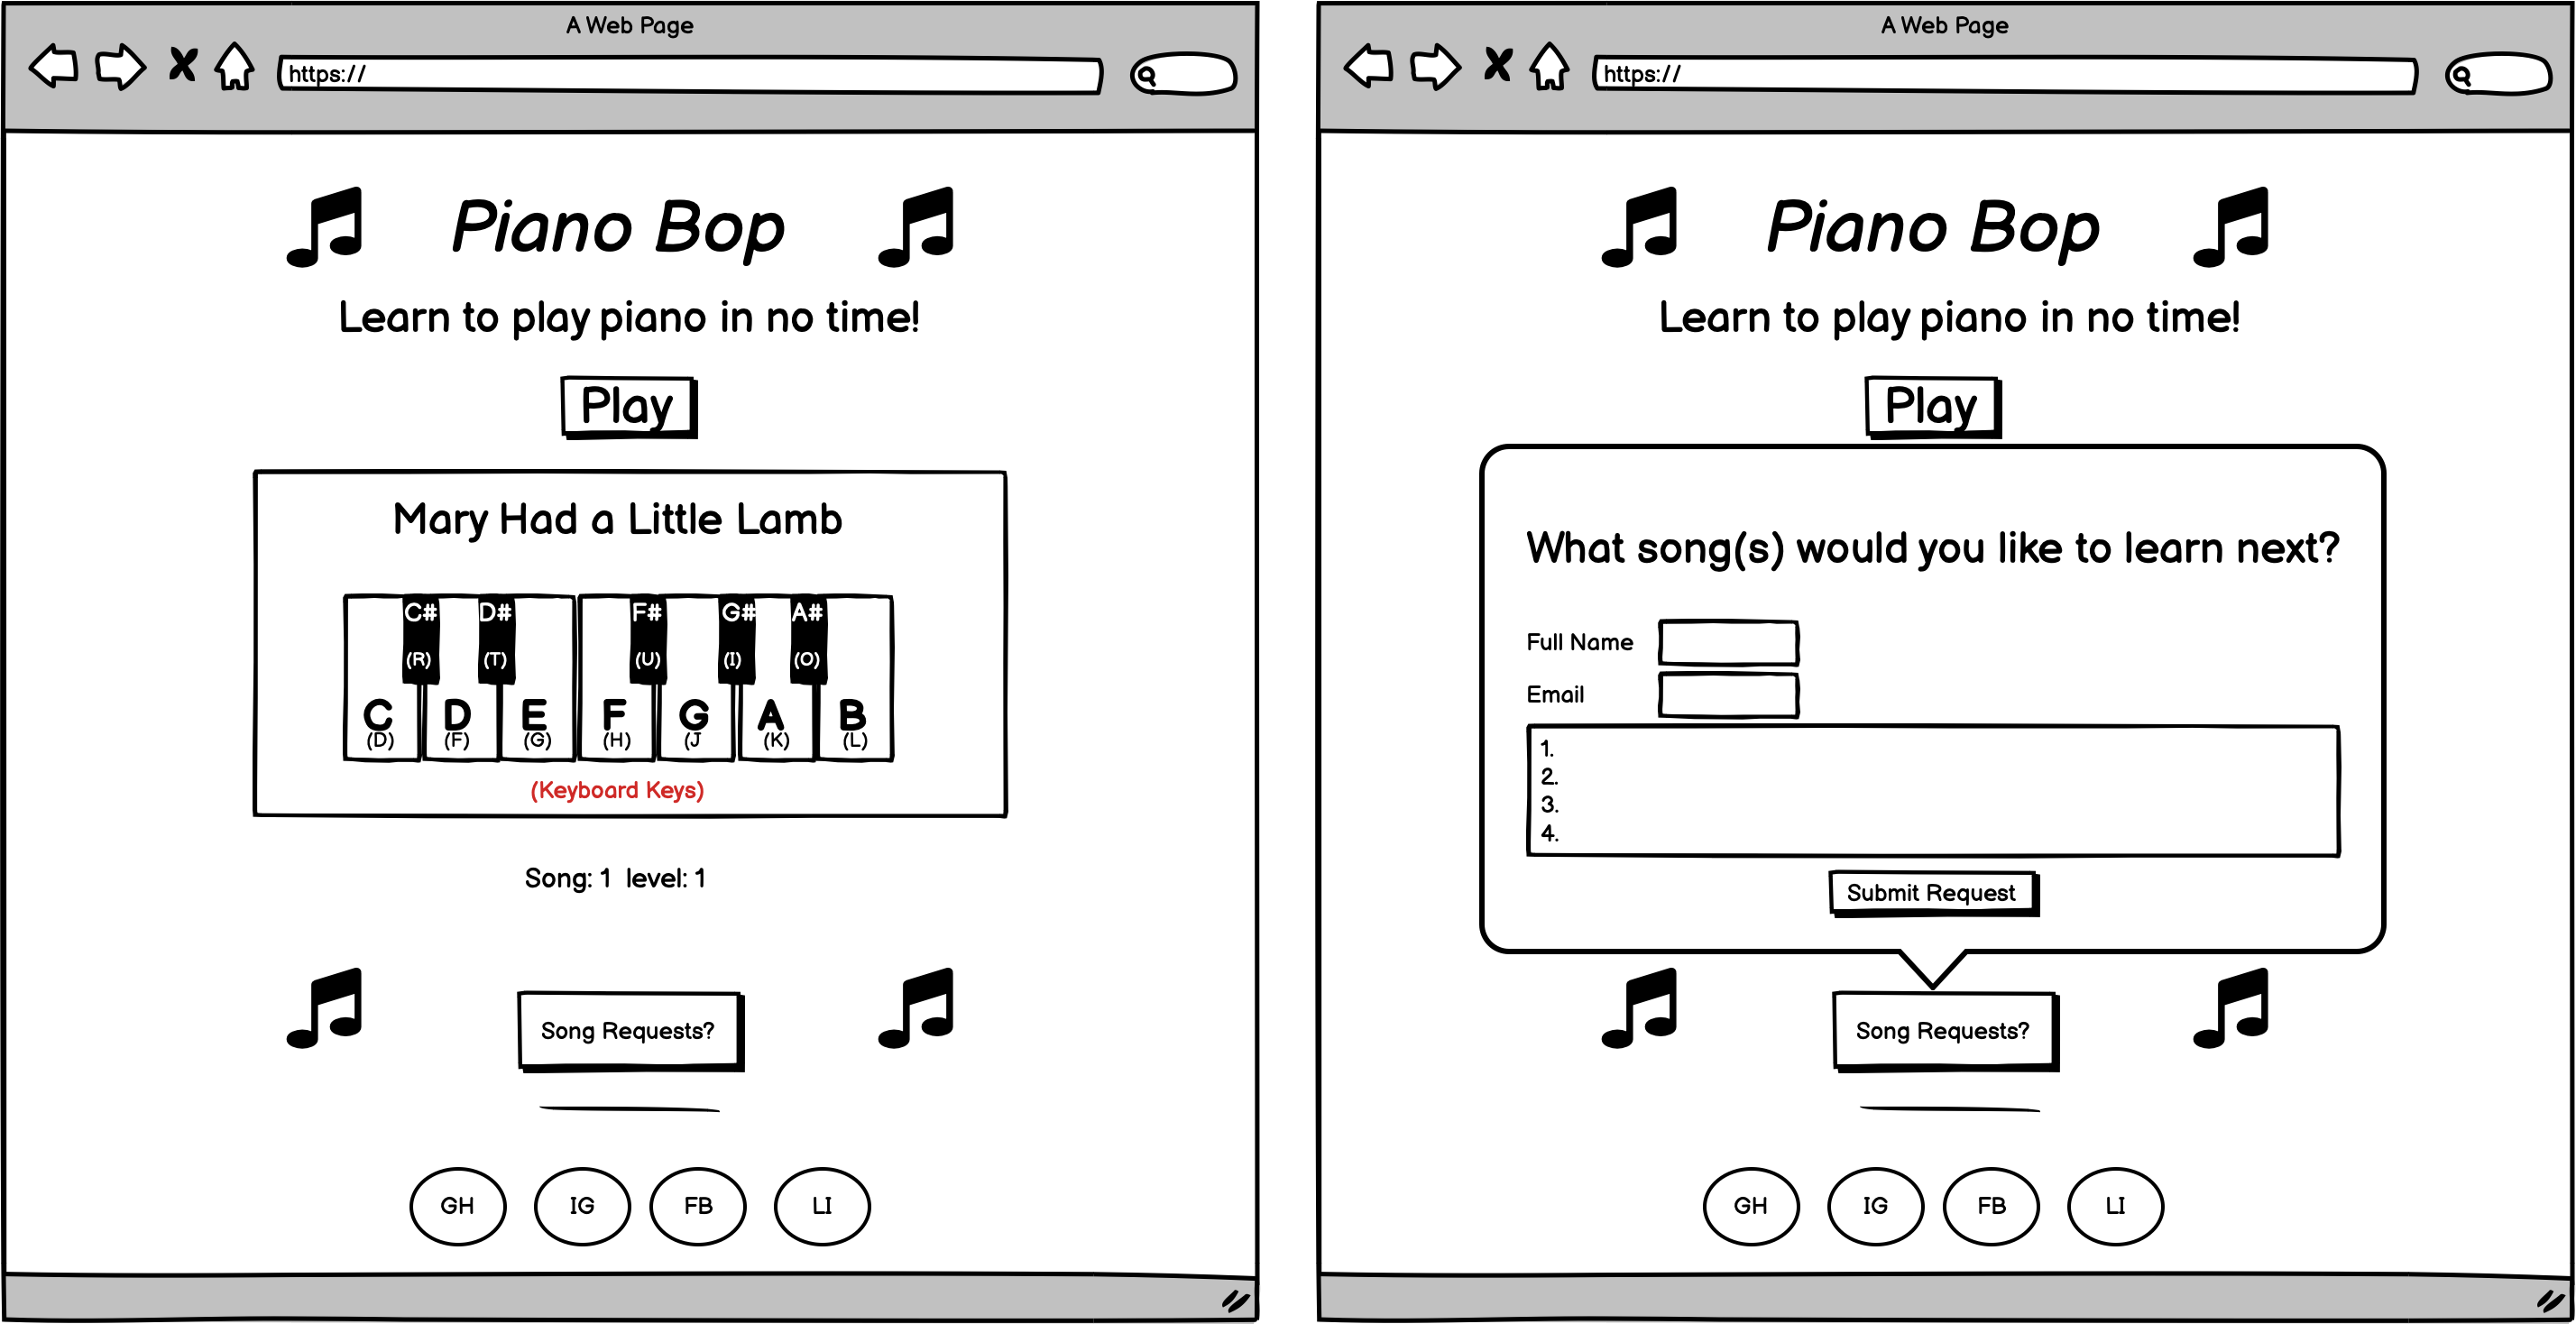 A Web Page
https://
Piano Bop
Learn to play piano in no time!
Play
Mary Had a Little Lamb
C# D# F# G# A#
(R) (T) (U) (I) (O)
C D E F G A B
(D) (F) (G) (H) (J (K) (L)
(Keyboard Keys)
Song: 1 level: 1
Song Requests?
GH IG FB LI
A Web Page
https://
Piano Bop
Learn to play piano in no time!
Play
What song(s) would you like to learn next?
Full Name
Email
1.
2.
3.
4.
Submit Request
Song Requests?
GH IG FB LI